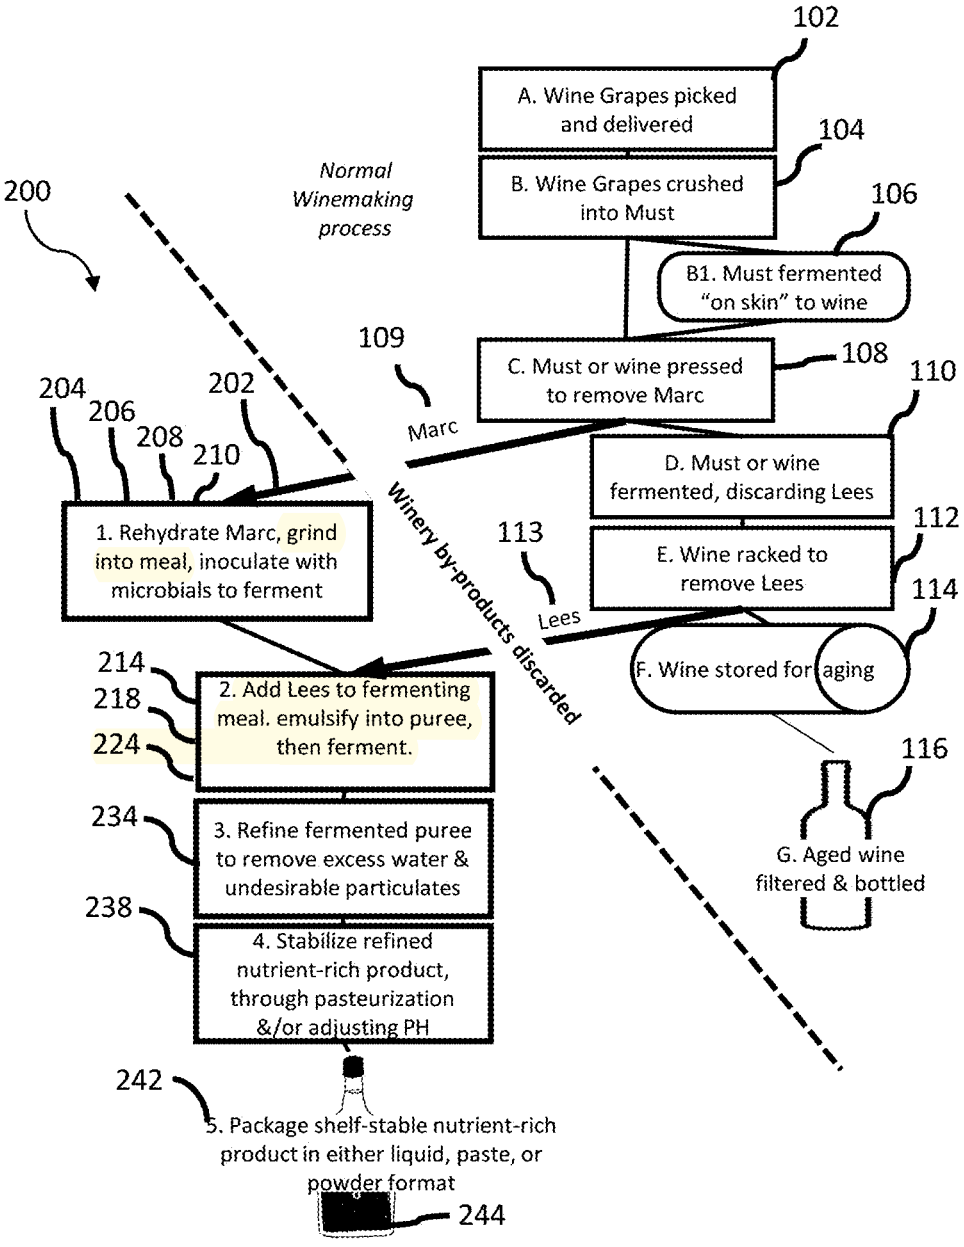 102
A. Wine Grapes picked
and delivered
104
B. Wine Grapes crushed
into Must
Normal
Winemaking
process
200
106
B1. Must fermented
“on skin” to wine
109
108
C. Must or wine pressed
to remove Marc
110
Marc
D. Must or wine
fermented, discarding Lees
204
206
208
210
202
1. Rehydrate Marc, grind
into meal, inoculate with
microbials to ferment
Winery by-products discarded
113
112
E. Wine racked to
remove Lees
Lees
114
F. Wine stored for aging
214
218
224
2. Add Lees to fermenting
meal. emulsify into puree,
then ferment.
116
G. Aged wine
filtered & bottled
234
3. Refine fermented puree
to remove excess water &
undesirable particulates
238
4. Stabilize refined
nutrient-rich product,
through pasteurization
&/or adjusting PH
242
5. Package shelf-stable nutrient-rich
product in either liquid, paste, or
powder format
244